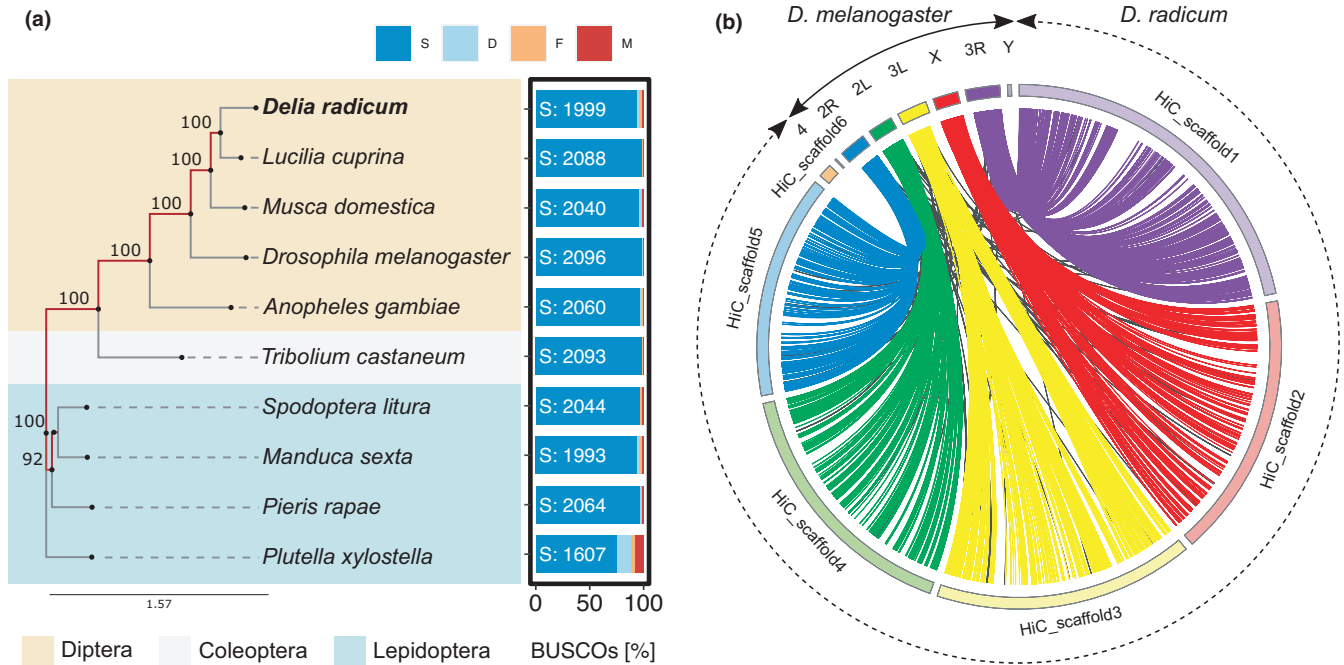 (a)
S
D
F
M
Delia radicum
Lucilia cuprina
Musca domestica
Drosophila melanogaster
Anopheles gambiae
Tribolium castaneum
Spodoptera litura
Manduca sexta
Pieris rapae
Plutella xylostella
100
100
100
100
100
100
92
1.57
S: 1999
S: 2088
S: 2040
S: 2096
S: 2060
S: 2093
S: 2044
S: 1993
S: 2064
S: 1607
0
50
100
BUSCOs [%]
Diptera
Coleoptera
Lepidoptera
(b)
D. melanogaster
D. radicum
4
2R
2L
3L
X
3R
Y
HiC_scaffold1
HiC_scaffold2
HiC_scaffold3
HiC_scaffold4
HiC_scaffold5
HiC_scaffold6